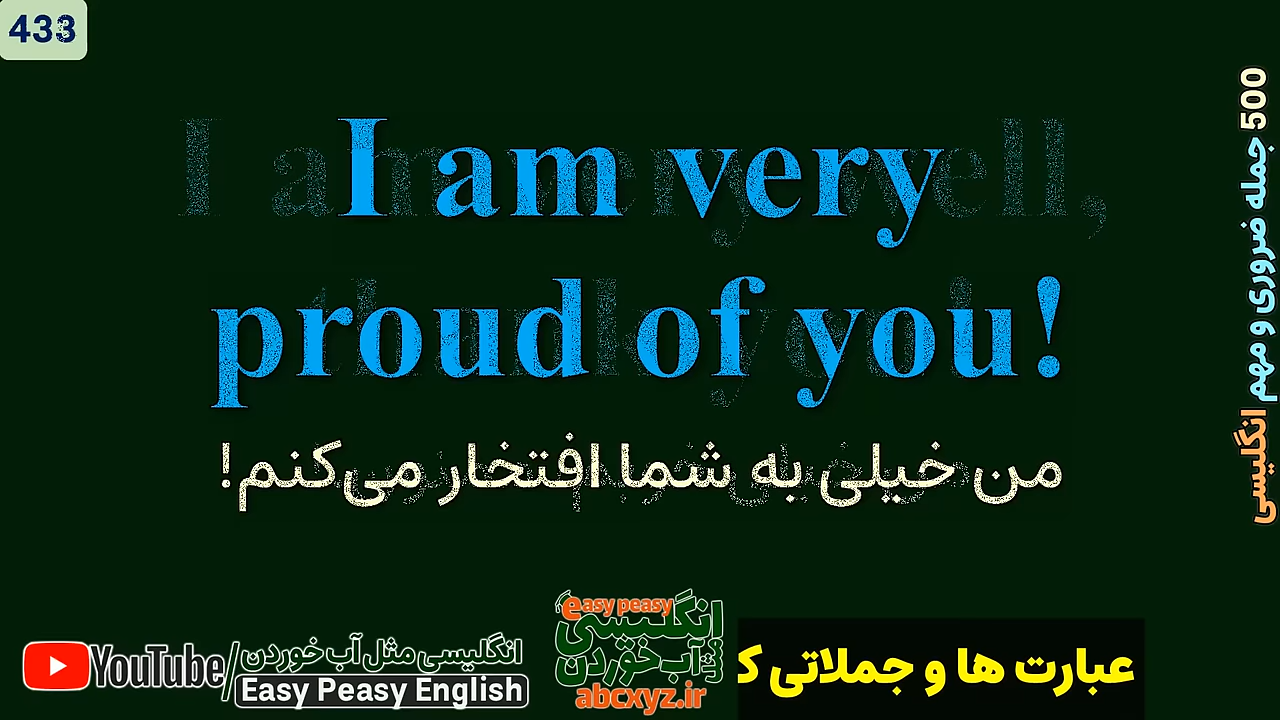 433
I am very
proud of you!
من خیلی به شما افتخار می‌کنم!
500 جمله ضروری و مهم انگلیسی
YouTube/
انگلیسی مثل آب خوردن
Easy Peasy English
easy peasy
انگلیسی
مثل آب خوردن
abcxyz.ir
عبارت ها و جملاتی ک